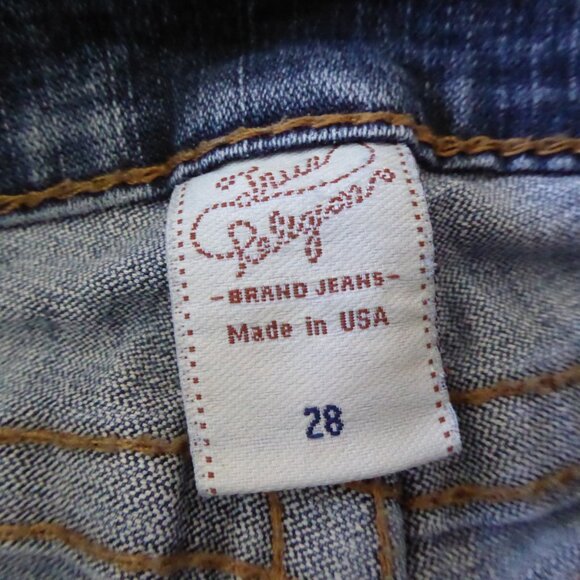 True
Religion
-BRAND JEANS-
Made in USA
28